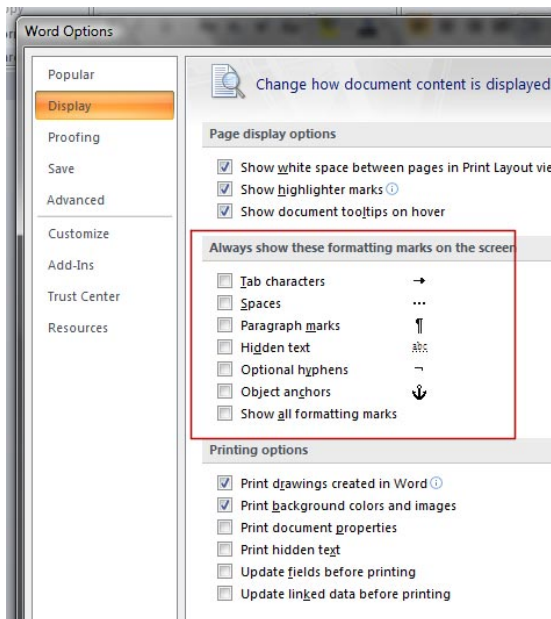 Word Options
Popular
Display
Proofing
Save
Advanced
Customize
Add-Ins
Trust Center
Resources
Change how document content is displayed
Page display options
Show white space between pages in Print Layout vie
Show highlighter marks
Show document tooltips on hover
Always show these formatting marks on the screen
Tab characters →
Spaces ...
Paragraph marks ¶
Hidden text abc
Optional hyphens ¬
Object anchors ⚓
Show all formatting marks
Printing options
Print drawings created in Word
Print background colors and images
Print document properties
Print hidden text
Update fields before printing
Update linked data before printing